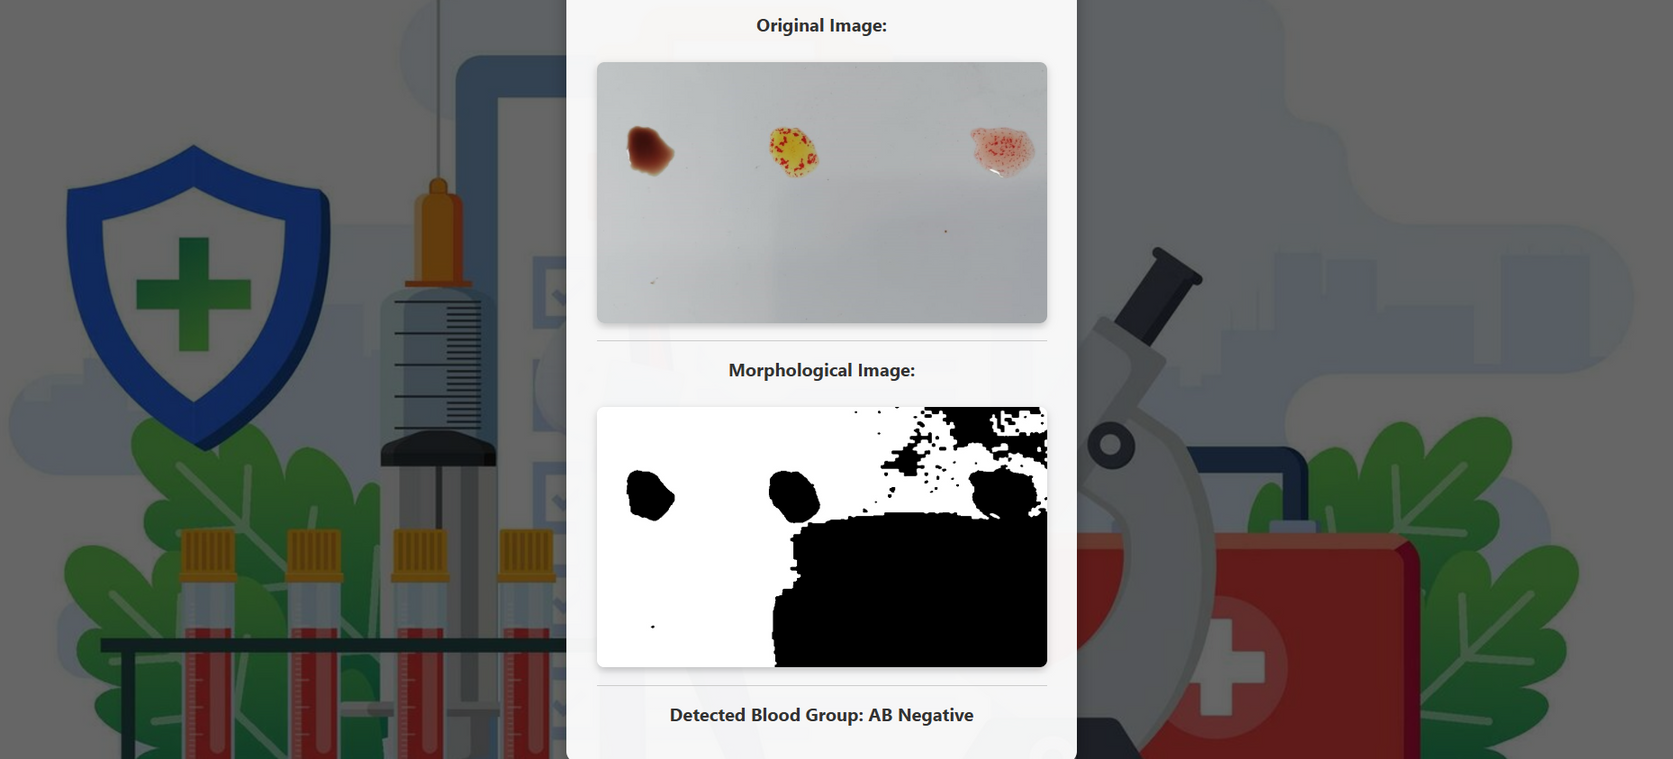 Original Image:
Morphological Image:
Detected Blood Group: AB Negative